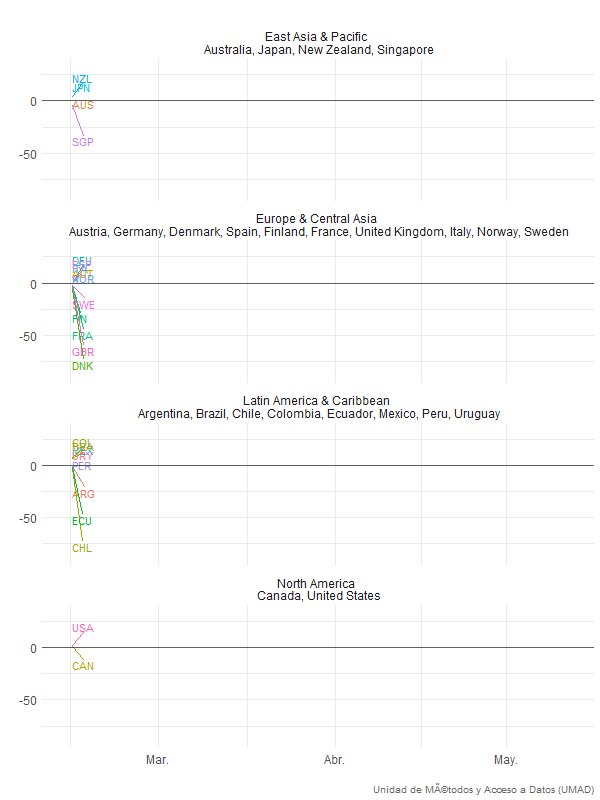 East Asia & Pacific
Australia, Japan, New Zealand, Singapore
NZL
JPN
0
AUS
SGP
-50
Europe & Central Asia
Austria, Germany, Denmark, Spain, Finland, France, United Kingdom, Italy, Norway, Sweden
DEU
NOR
0
SWE
FIN
-50
FRA
GBR
DNK
Latin America & Caribbean
Argentina, Brazil, Chile, Colombia, Ecuador, Mexico, Peru, Uruguay
COL
PER
0
ARG
-50
ECU
CHL
North America
Canada, United States
USA
0
CAN
-50
Mar. Abr. May.
Unidad de MÃ©todos y Acceso a Datos (UMAD)